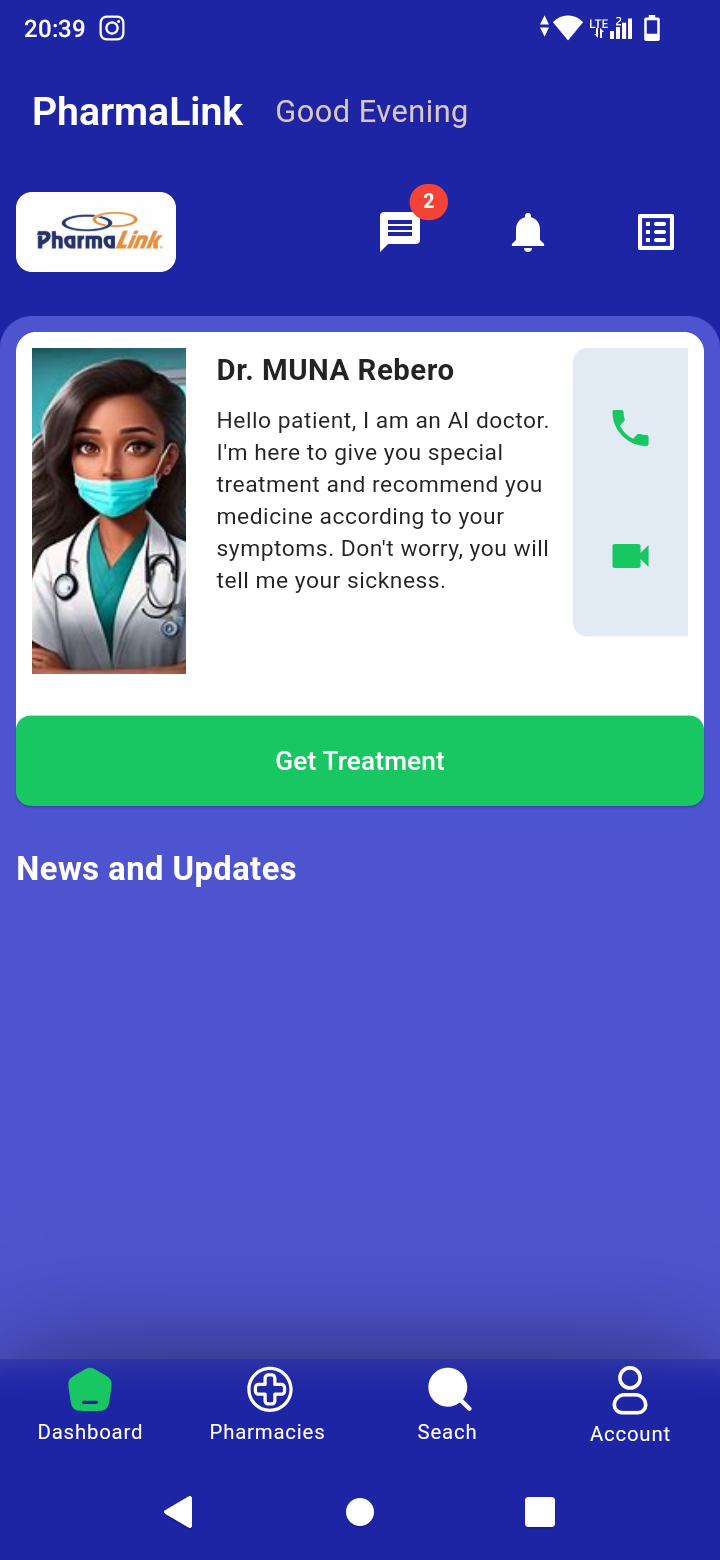 20:39
LTE 2
PharmaLink Good Evening
PharmaLink
2
Dr. MUNA Rebero
Hello patient, I am an AI doctor.
I'm here to give you special
treatment and recommend you
medicine according to your
symptoms. Don't worry, you will
tell me your sickness.
Get Treatment
News and Updates
Dashboard Pharmacies Seach Account